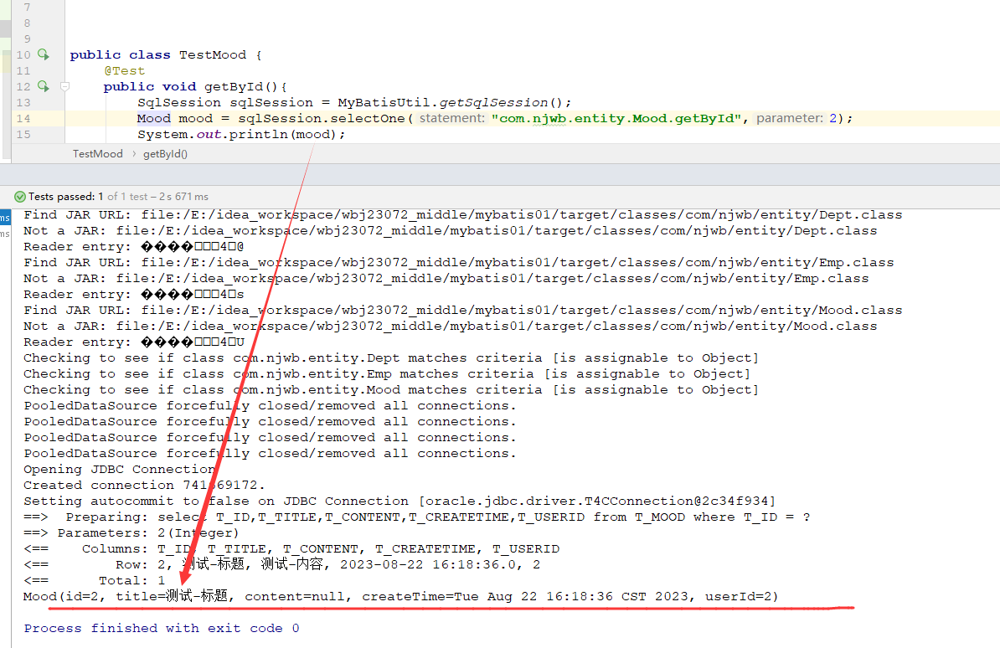 7
8
9
10 public class TestMood {
11 @Test
12 public void getById(){
13 SqlSession sqlSession = MyBatisUtil.getSqlSession();
14 Mood mood = sqlSession.selectOne( statement: "com.njwb.entity.Mood.getById", parameter: 2);
15 System.out.println(mood);
TestMood › getById()
Tests passed: 1 of 1 test – 2 s 671 ms
ms Find JAR URL: file:/E:/idea_workspace/wbj23072_middle/mybatis01/target/classes/com/njwb/entity/Dept.class
ms Not a JAR: file:/E:/idea_workspace/wbj23072_middle/mybatis01/target/classes/com/njwb/entity/Dept.class
Reader entry: ����□□□4□@
Find JAR URL: file:/E:/idea_workspace/wbj23072_middle/mybatis01/target/classes/com/njwb/entity/Emp.class
Not a JAR: file:/E:/idea_workspace/wbj23072_middle/mybatis01/target/classes/com/njwb/entity/Emp.class
Reader entry: ����□□□4□s
Find JAR URL: file:/E:/idea_workspace/wbj23072_middle/mybatis01/target/classes/com/njwb/entity/Mood.class
Not a JAR: file:/E:/idea_workspace/wbj23072_middle/mybatis01/target/classes/com/njwb/entity/Mood.class
Reader entry: ����□□□4□U
Checking to see if class com.njwb.entity.Dept matches criteria [is assignable to Object]
Checking to see if class com.njwb.entity.Emp matches criteria [is assignable to Object]
Checking to see if class com.njwb.entity.Mood matches criteria [is assignable to Object]
PooledDataSource forcefully closed/removed all connections.
PooledDataSource forcefully closed/removed all connections.
PooledDataSource forcefully closed/removed all connections.
PooledDataSource forcefully closed/removed all connections.
Opening JDBC Connection
Created connection 741669172.
Setting autocommit to false on JDBC Connection [oracle.jdbc.driver.T4CConnection@2c34f934]
==> Preparing: select T_ID,T_TITLE,T_CONTENT,T_CREATETIME,T_USERID from T_MOOD where T_ID = ?
==> Parameters: 2(Integer)
<== Columns: T_ID, T_TITLE, T_CONTENT, T_CREATETIME, T_USERID
<== Row: 2, 测试-标题, 测试-内容, 2023-08-22 16:18:36.0, 2
<== Total: 1
Mood(id=2, title=测试-标题, content=null, createTime=Tue Aug 22 16:18:36 CST 2023, userId=2)
Process finished with exit code 0